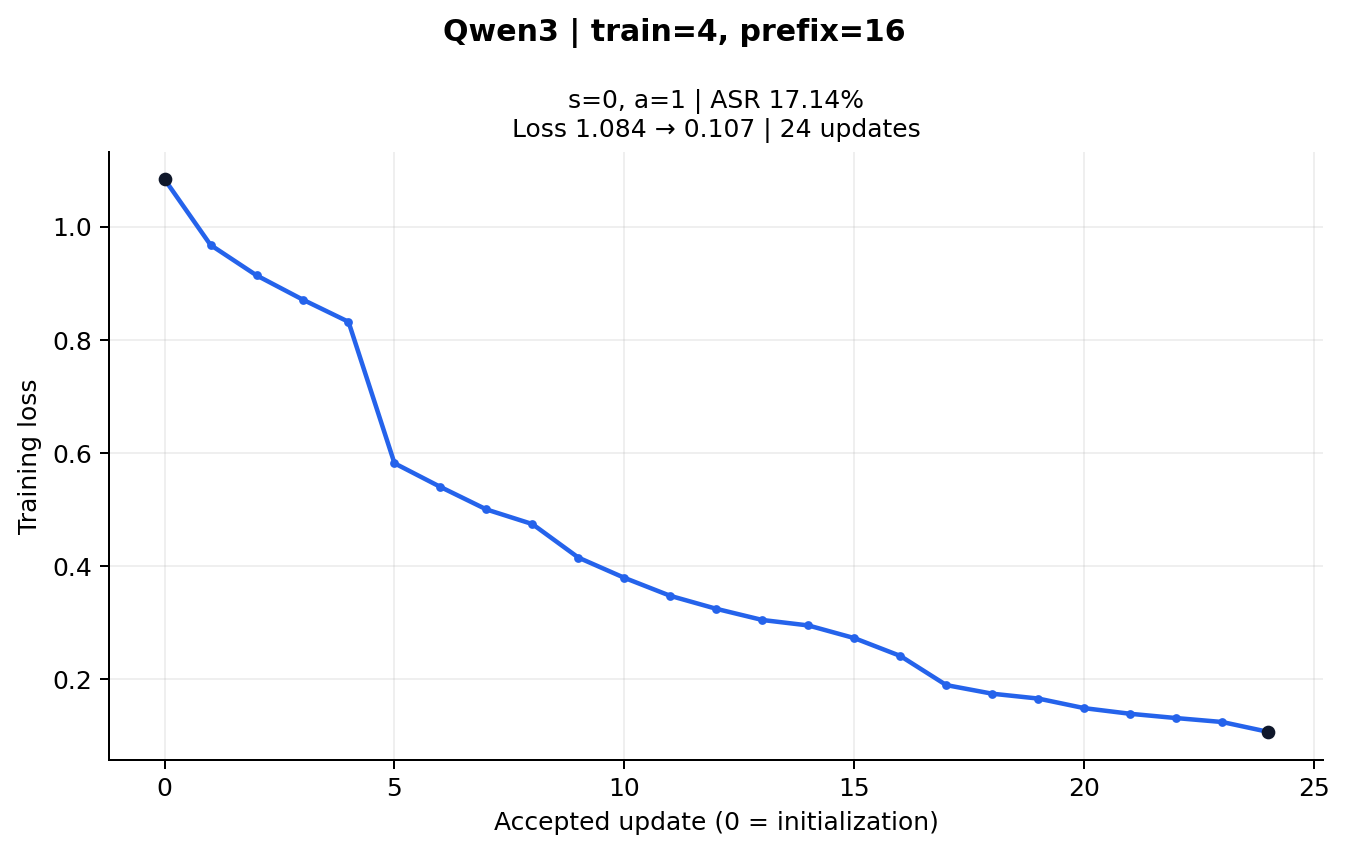 Qwen3 | train=4, prefix=16
s=0, a=1 | ASR 17.14%
Loss 1.084 → 0.107 | 24 updates
Training loss
1.0
0.8
0.6
0.4
0.2
0 5 10 15 20 25
Accepted update (0 = initialization)